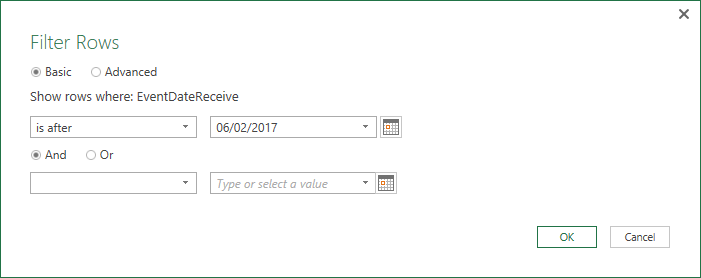 Filter Rows
Basic Advanced
Show rows where: EventDateReceive
is after 06/02/2017
And Or
Type or select a value
OK Cancel